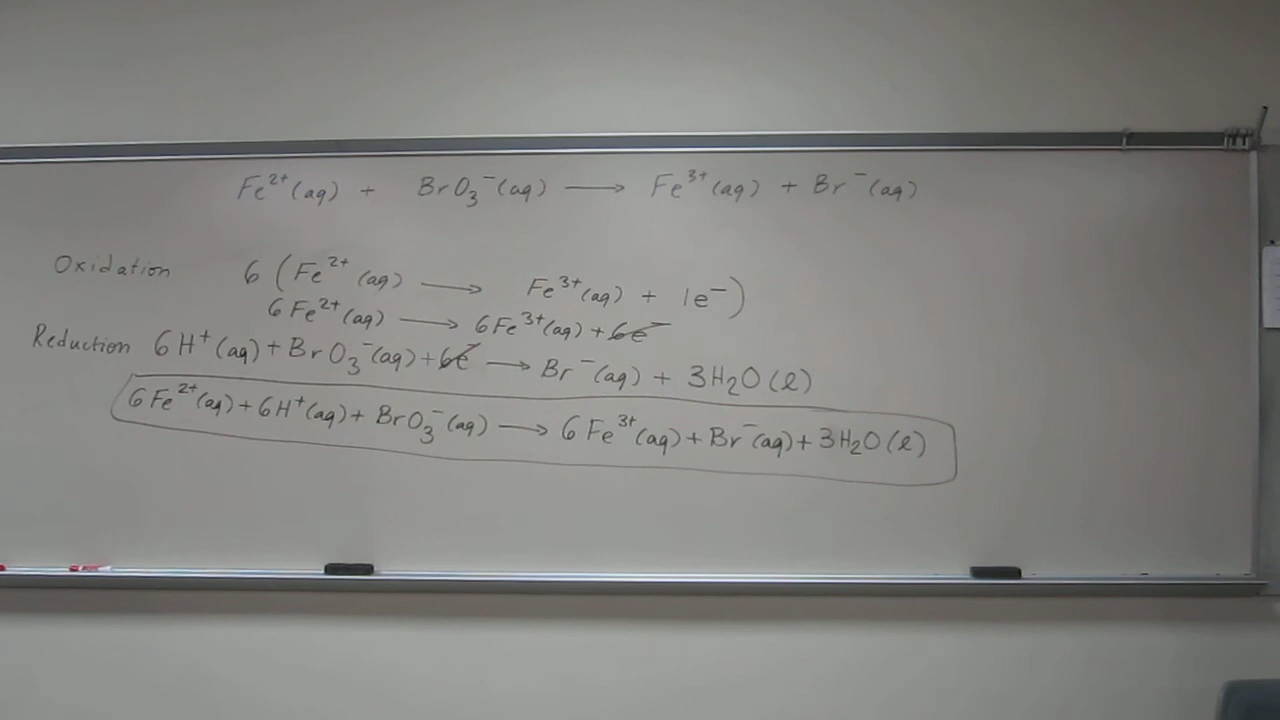 Fe²⁺(aq) + BrO₃⁻(aq) ⟶ Fe³⁺(aq) + Br⁻(aq)
Oxidation 6 (Fe²⁺(aq) ⟶ Fe³⁺(aq) + 1e⁻)
6Fe²⁺(aq) ⟶ 6Fe³⁺(aq) + 6e⁻
Reduction 6H⁺(aq) + BrO₃⁻(aq) + 6e⁻ ⟶ Br⁻(aq) + 3H₂O(l)
6Fe²⁺(aq) + 6H⁺(aq) + BrO₃⁻(aq) ⟶ 6Fe³⁺(aq) + Br⁻(aq) + 3H₂O(l)